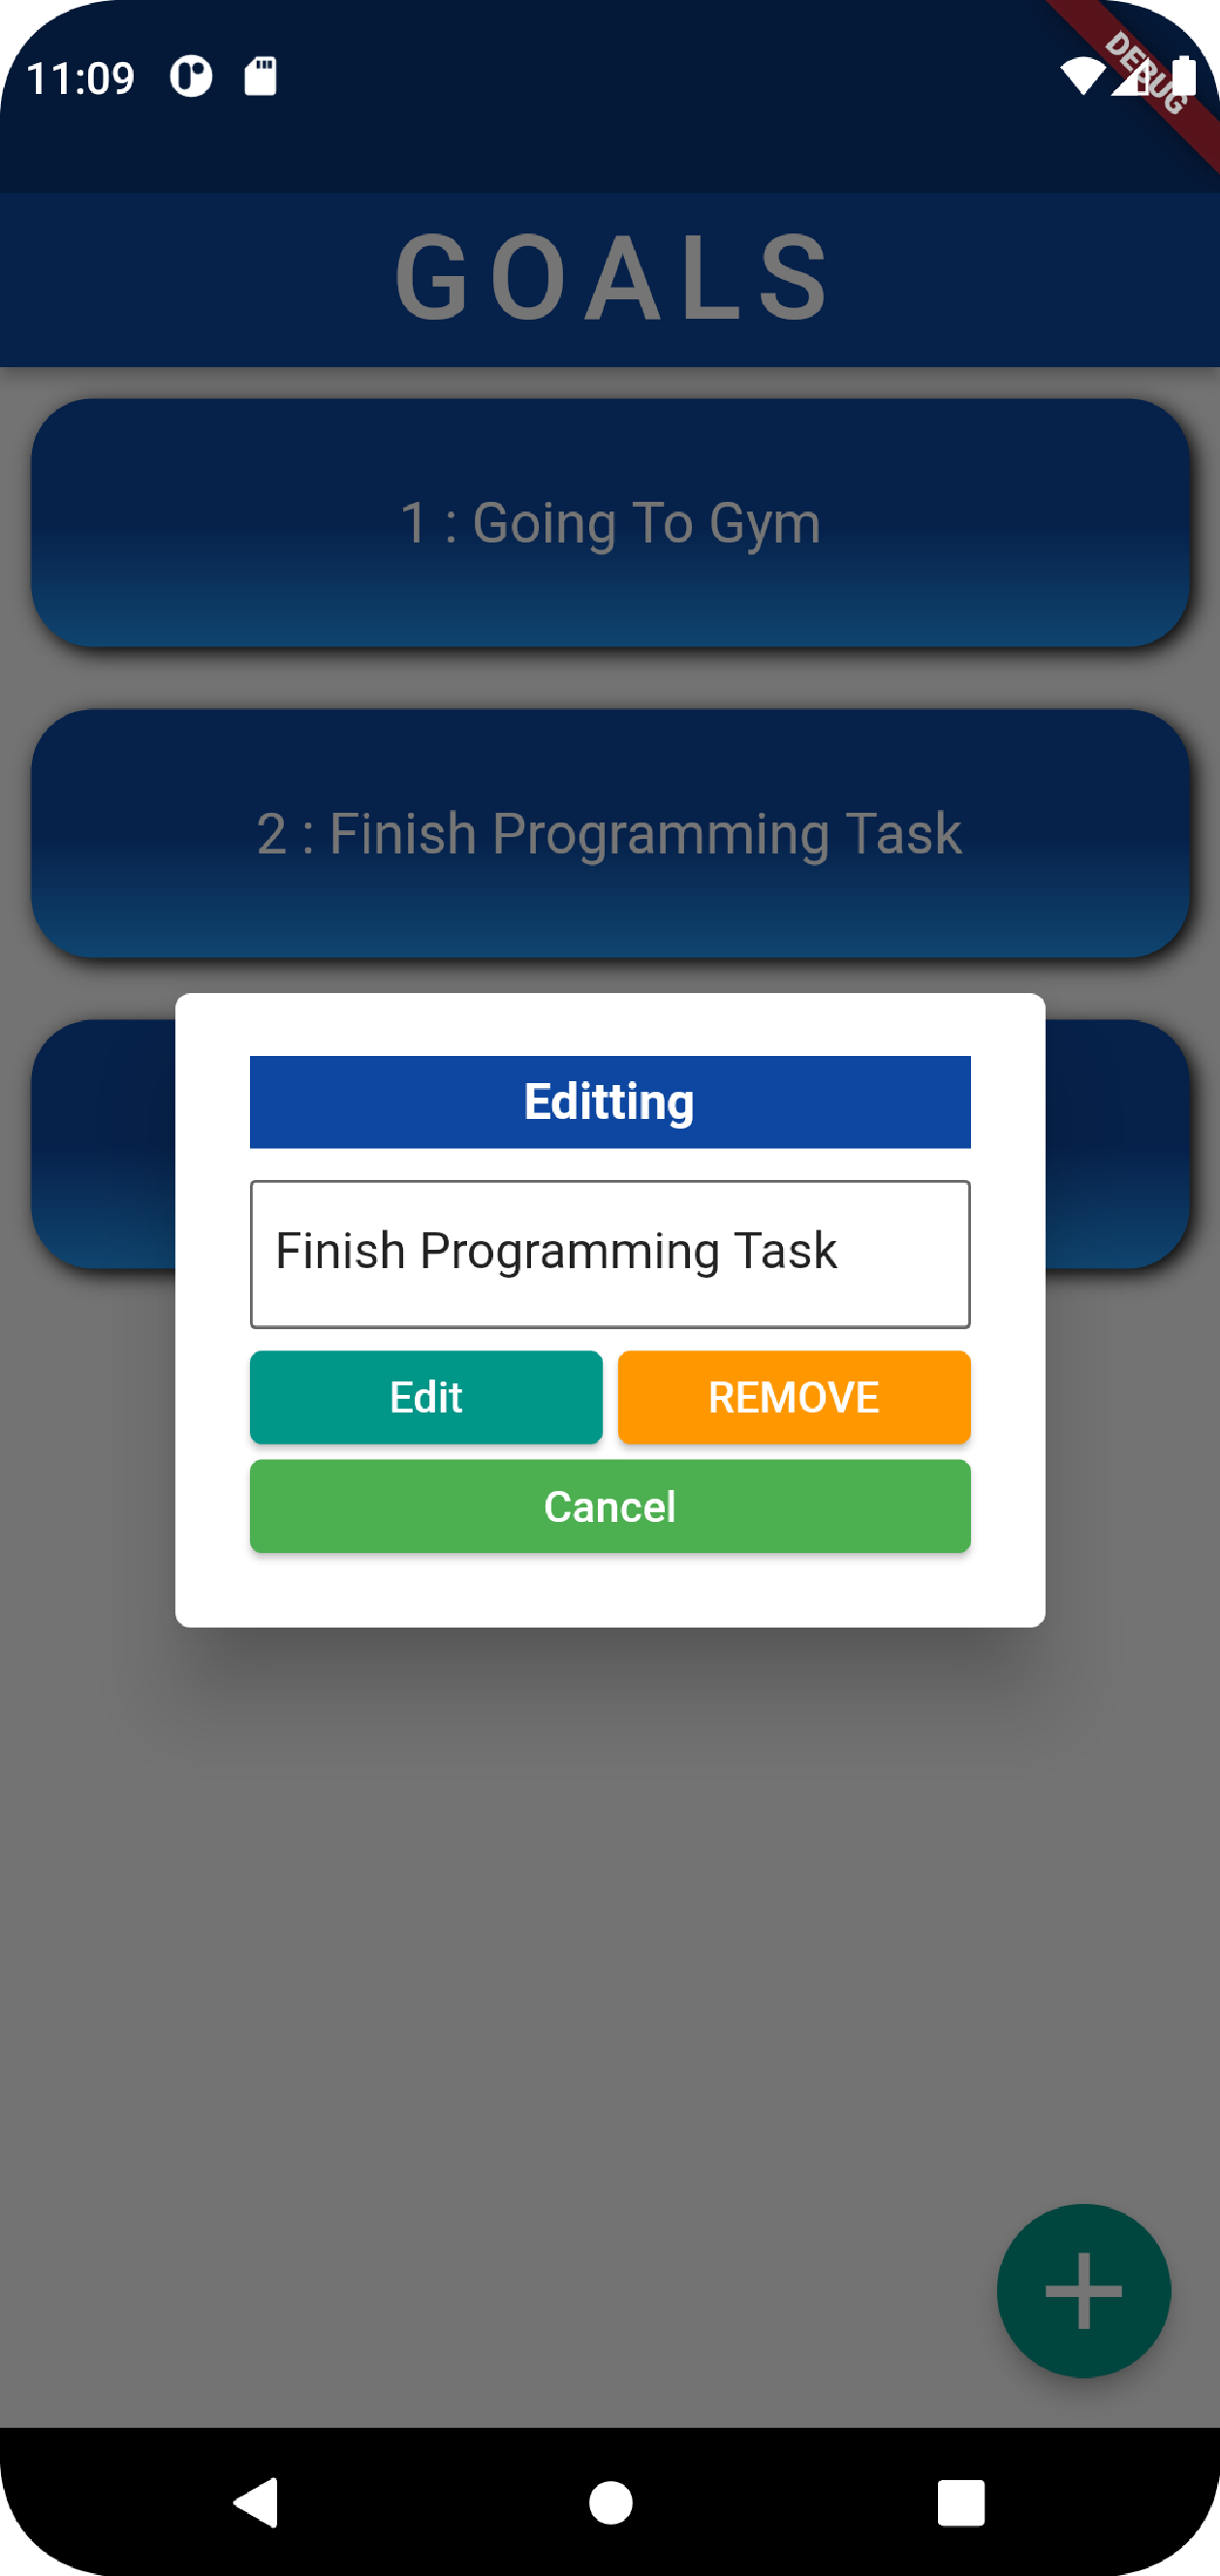 11:09
DEBUG
GOALS
1 : Going To Gym
2 : Finish Programming Task
Editting
Finish Programming Task
Edit
REMOVE
Cancel